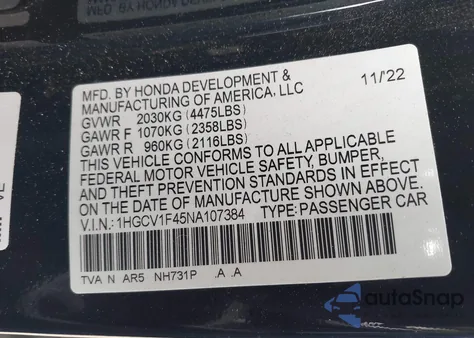 MFD. BY HONDA DEVELOPMENT & 11/22
MANUFACTURING OF AMERICA, LLC
GVWR 2030KG (4475LBS)
GAWR F 1070KG (2358LBS)
GAWR R 960KG (2116LBS)
THIS VEHICLE CONFORMS TO ALL APPLICABLE
FEDERAL MOTOR VEHICLE SAFETY, BUMPER,
AND THEFT PREVENTION STANDARDS IN EFFECT
ON THE DATE OF MANUFACTURE SHOWN ABOVE.
V.I.N.: 1HGCV1F45NA107384 TYPE: PASSENGER CAR
TVA N AR5 NH731P .A .A
VL
autoSnap